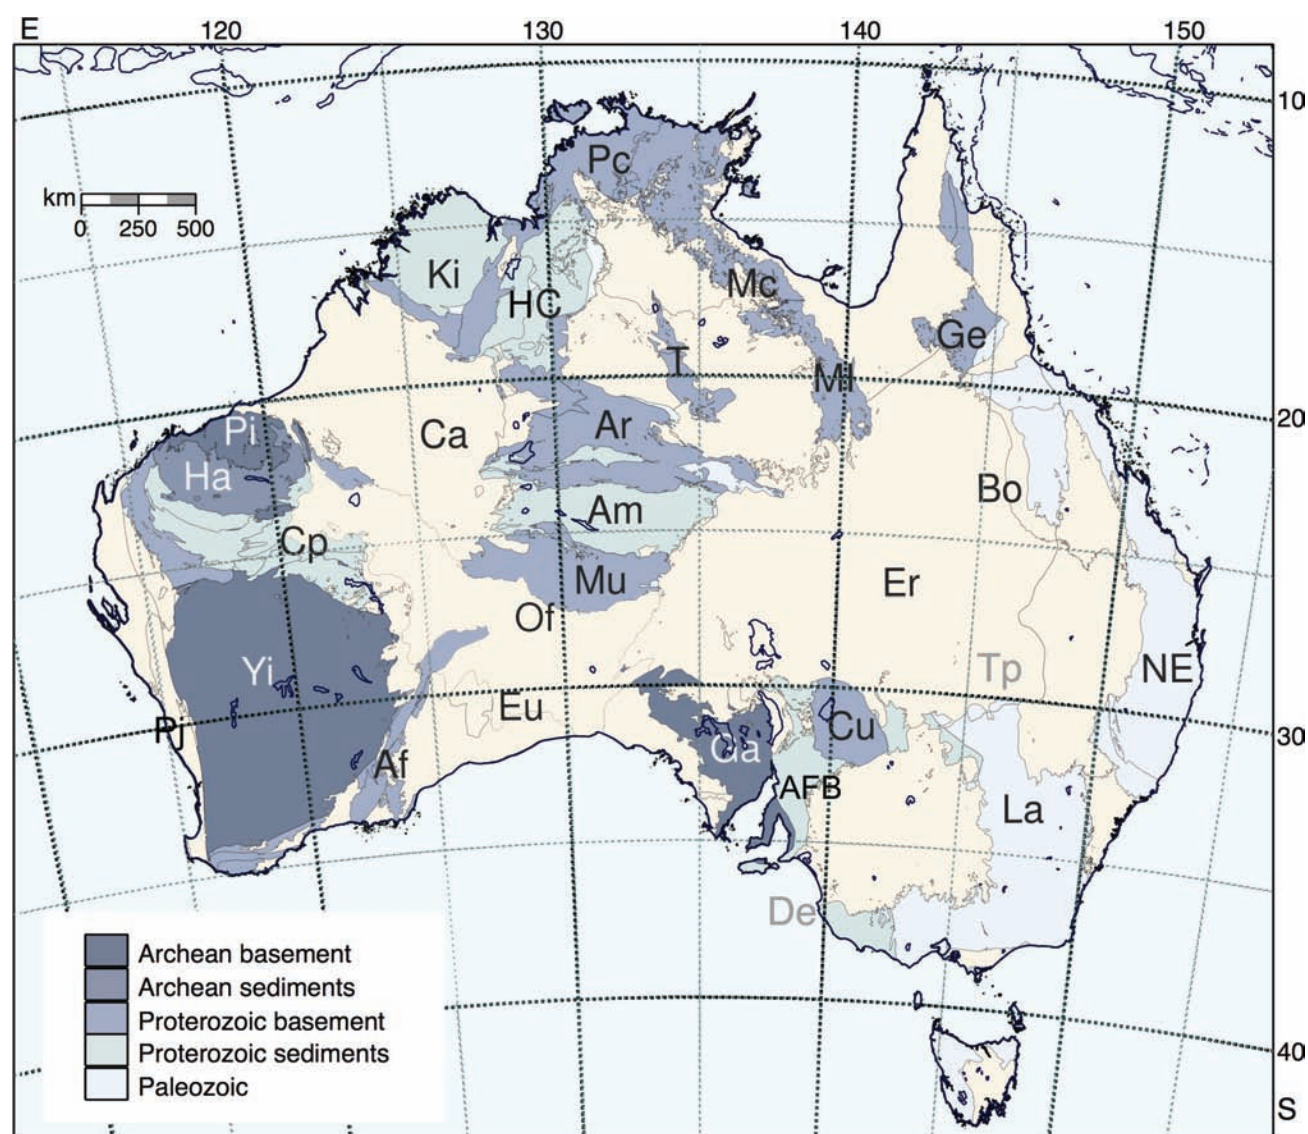 E 120 130 140 150
10
Pc
km
0 250 500
Ki
HC
Mc
Ge
T
MI
20
Pi
Ca
Ar
Ha
Bo
Am
Cp
Mu
Er
Of
Yi
Tp
NE
Eu
Pj
Cu
30
Ga
Af
AFB
La
De
Archean basement
Archean sediments
Proterozoic basement
Proterozoic sediments
Paleozoic
40
S